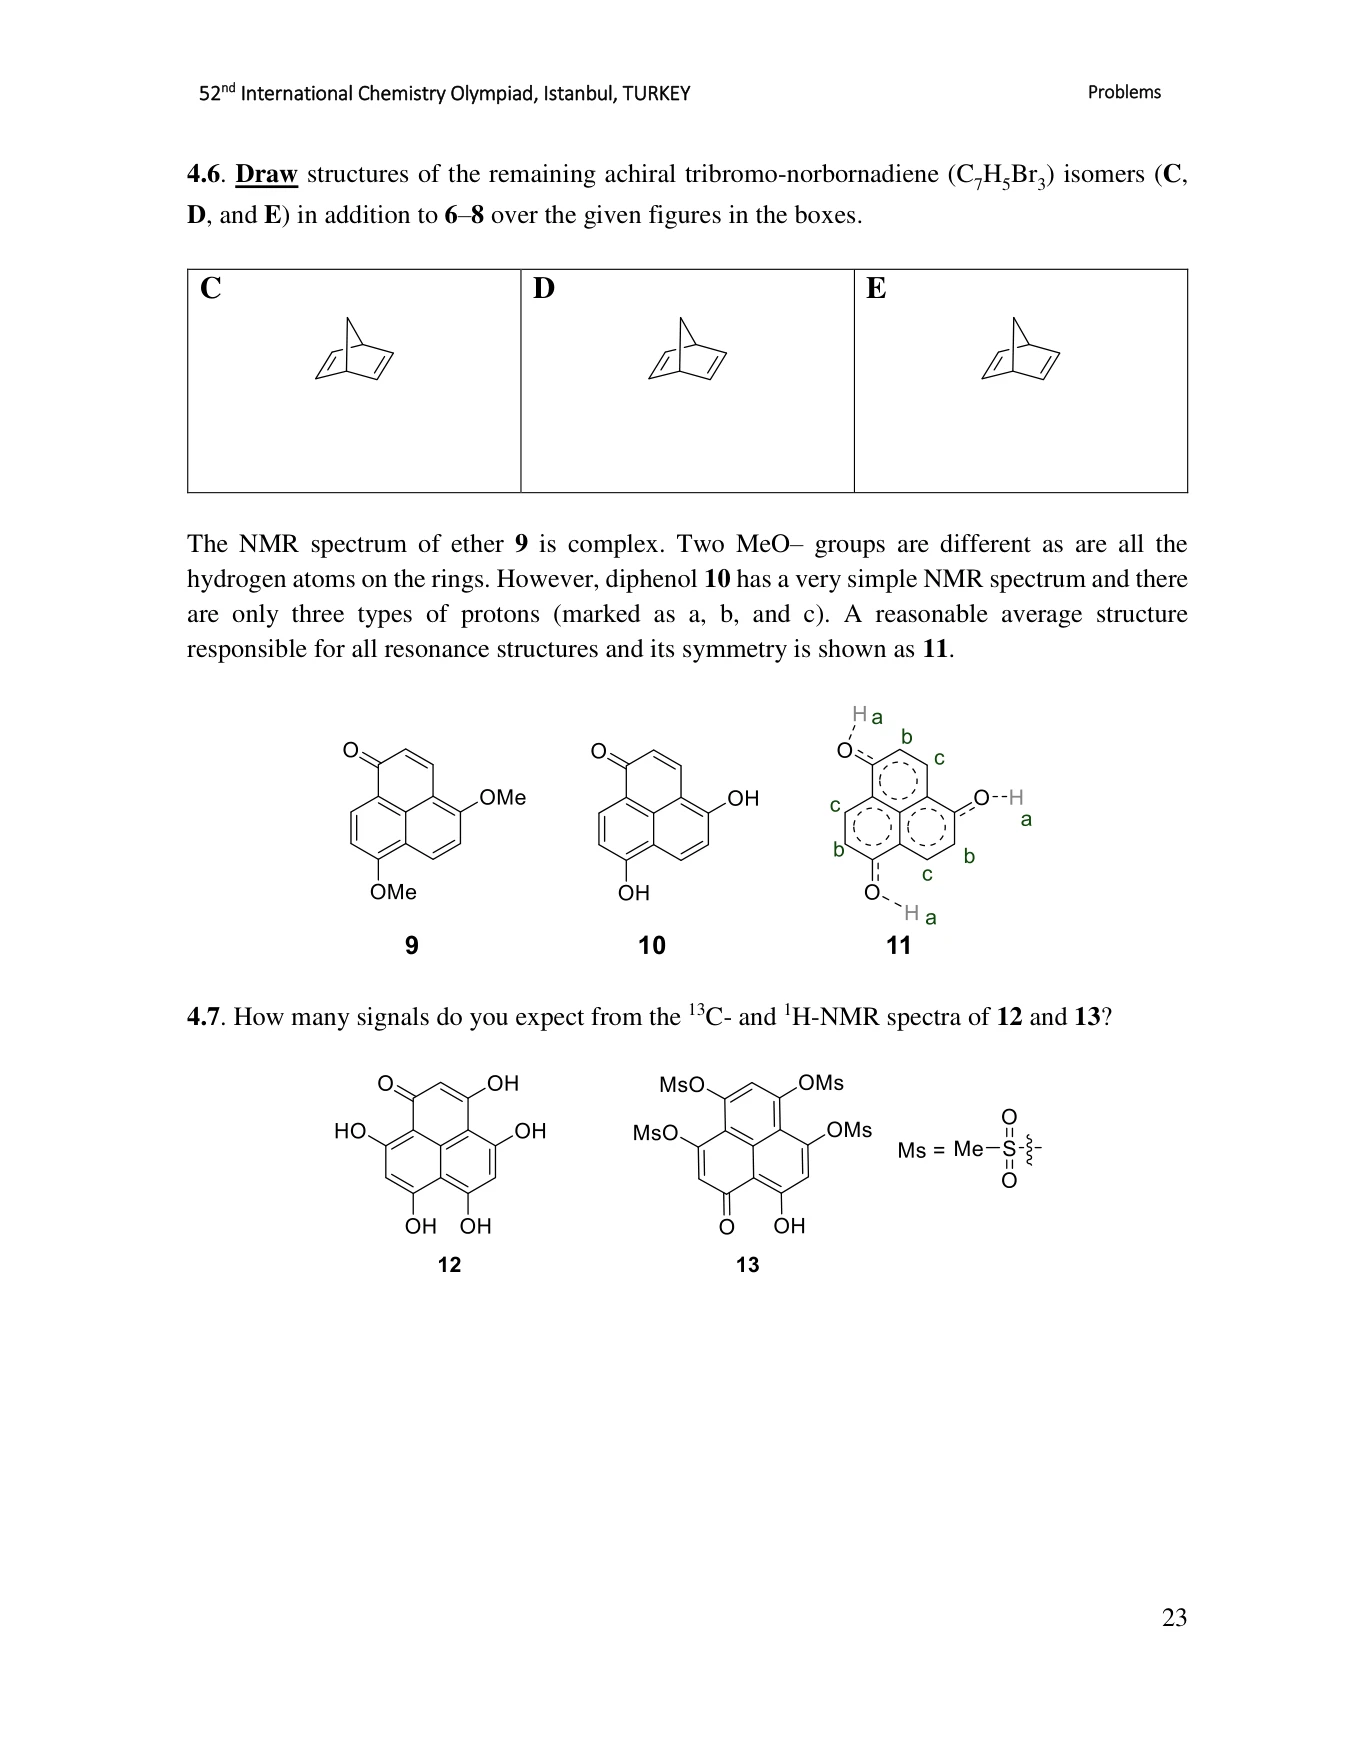 52nd International Chemistry Olympiad, Istanbul, TURKEY Problems
4.6. Draw structures of the remaining achiral tribromo-norbornadiene (C7H5Br3) isomers (C,
D, and E) in addition to 6–8 over the given figures in the boxes.
C D E
The NMR spectrum of ether 9 is complex. Two MeO– groups are different as are all the
hydrogen atoms on the rings. However, diphenol 10 has a very simple NMR spectrum and there
are only three types of protons (marked as a, b, and c). A reasonable average structure
responsible for all resonance structures and its symmetry is shown as 11.
O OMe OMe
9
O OH OH
10
H a b c O O H a c b b c O H a
11
4.7. How many signals do you expect from the 13C- and 1H-NMR spectra of 12 and 13?
O OH HO OH OH OH
12
MsO OMs MsO OMs O OH
13
Ms = Me S O O
23